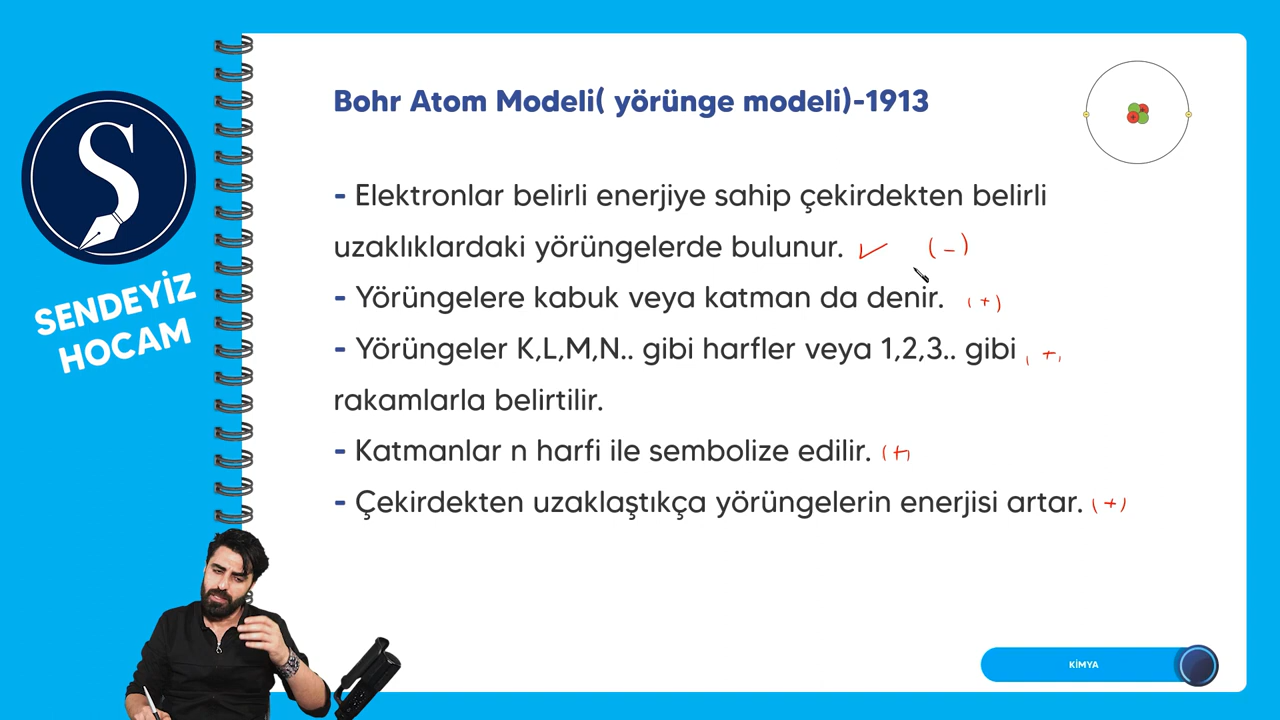 Bohr Atom Modeli( yörünge modeli)-1913
- Elektronlar belirli enerjiye sahip çekirdekten belirli
uzaklıklardaki yörüngelerde bulunur. ✓ (-)
- Yörüngelere kabuk veya katman da denir. (+)
- Yörüngeler K,L,M,N.. gibi harfler veya 1,2,3.. gibi (+)
rakamlarla belirtilir.
- Katmanlar n harfi ile sembolize edilir. (+)
- Çekirdekten uzaklaştıkça yörüngelerin enerjisi artar. (+)
S
SENDEYİZ
HOCAM
KİMYA